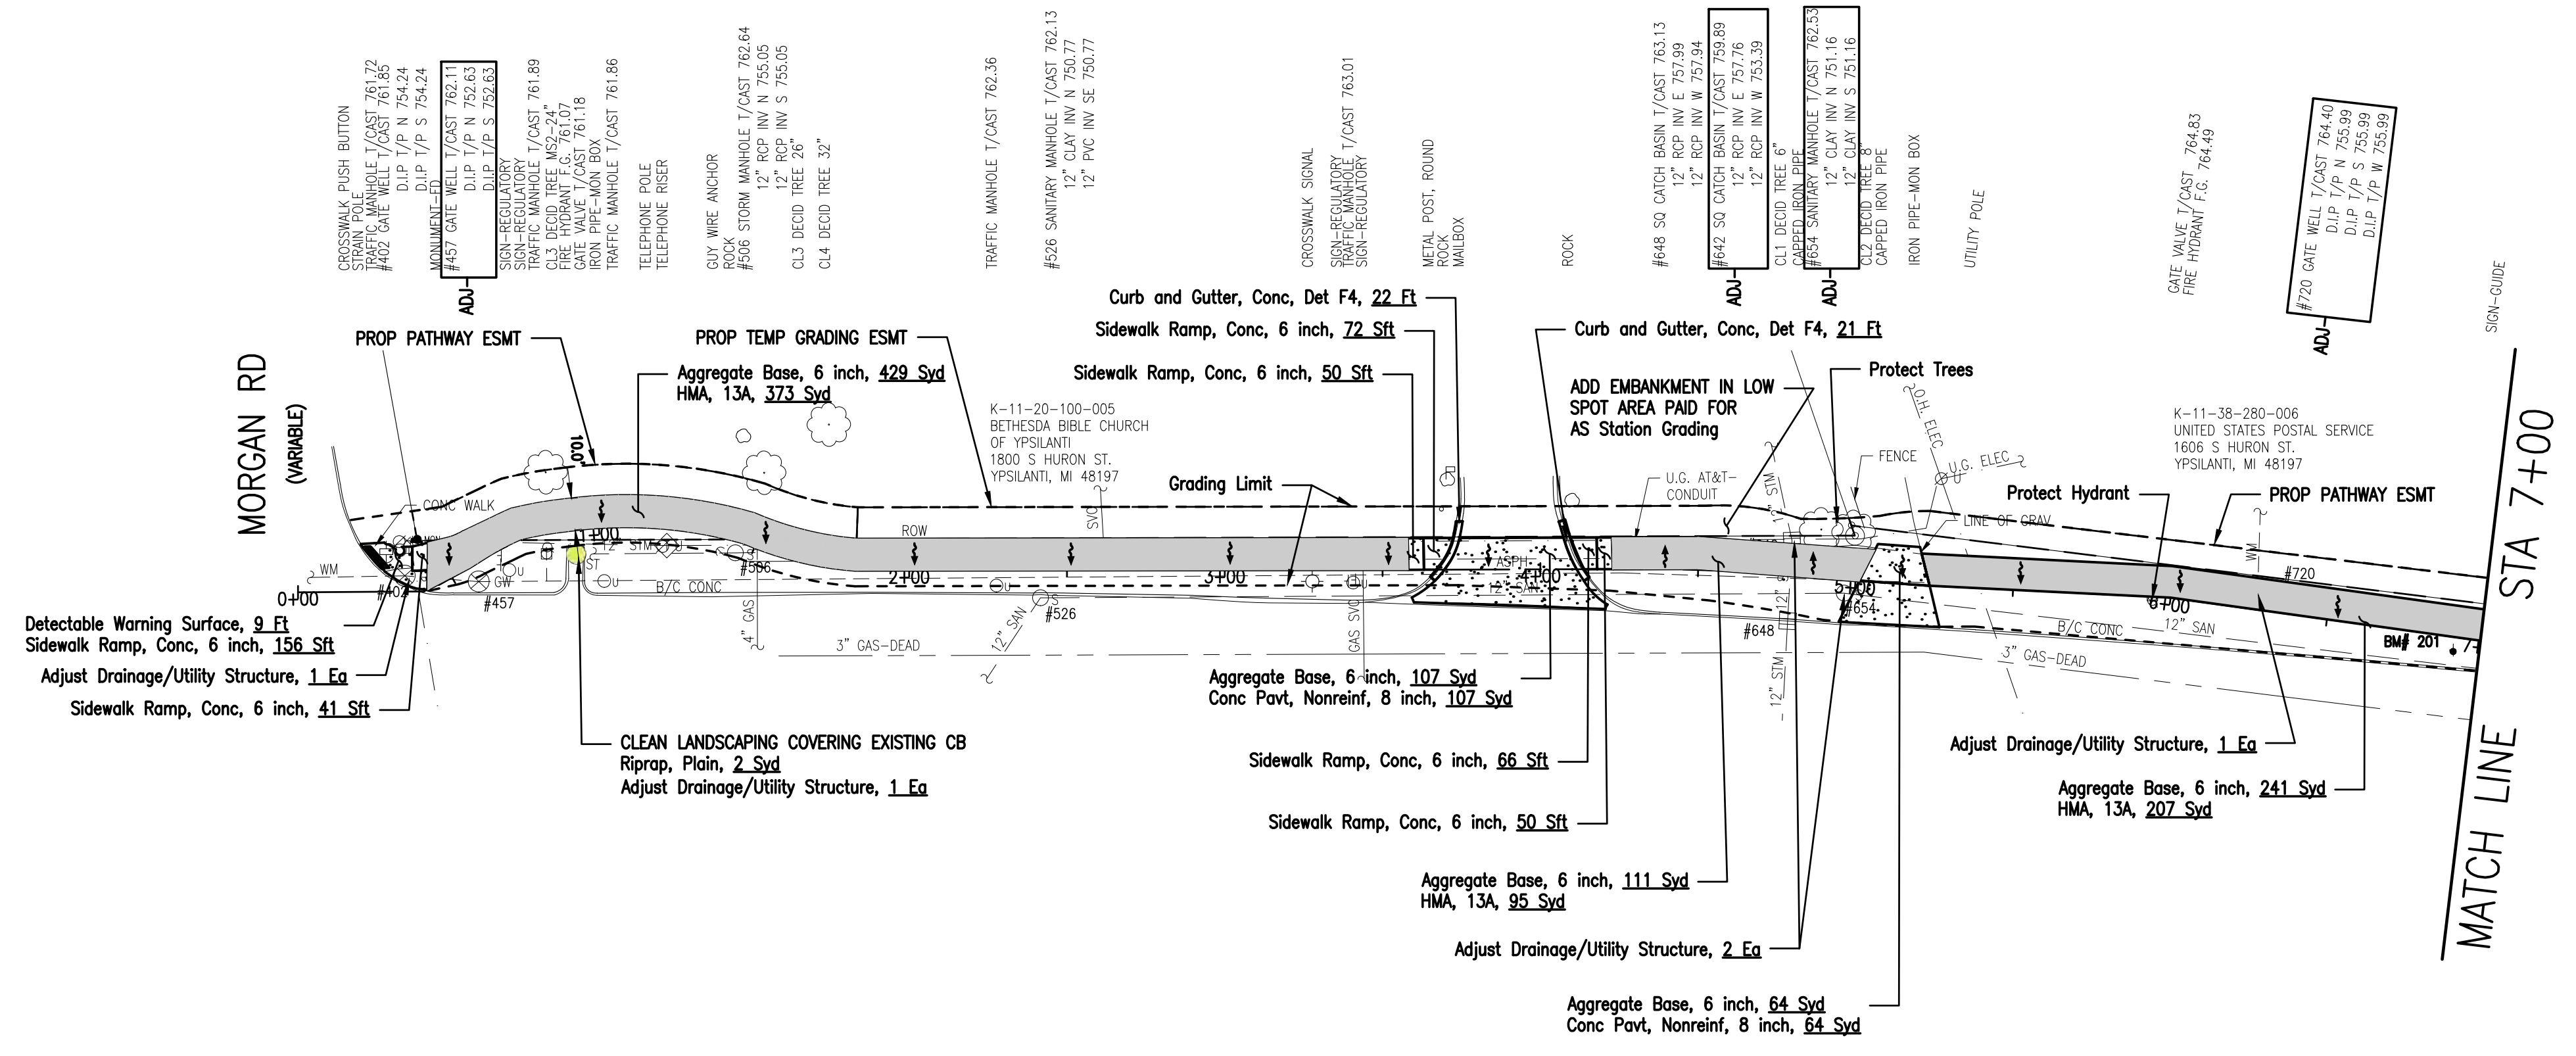 CROSSWALK PUSH BUTTON
STRAIN POLE
TRAFFIC MANHOLE T/CAST 761.72
#402 GATE WELL T/CAST 761.85
D.I.P T/P N 754.24
D.I.P T/P S 754.24
MONUMENT-FD
#457 GATE WELL T/CAST 762.11
D.I.P T/P N 752.63
D.I.P T/P S 752.63
ADJ
SIGN-REGULATORY
SIGN-REGULATORY
TRAFFIC MANHOLE T/CAST 761.89
CL3 DECID TREE MS2-24"
FIRE HYDRANT F.G. 761.07
GATE VALVE T/CAST 761.18
IRON PIPE-MON BOX
TRAFFIC MANHOLE T/CAST 761.86
TELEPHONE POLE
TELEPHONE RISER
GUY WIRE ANCHOR
ROCK
#506 STORM MANHOLE T/CAST 762.64
12" RCP INV N 755.05
12" RCP INV S 755.05
CL3 DECID TREE 26"
CL4 DECID TREE 32"
TRAFFIC MANHOLE T/CAST 762.36
#526 SANITARY MANHOLE T/CAST 762.13
12" CLAY INV N 750.77
12" PVC INV SE 750.77
CROSSWALK SIGNAL
SIGN-REGULATORY
TRAFFIC MANHOLE T/CAST 763.01
SIGN-REGULATORY
METAL POST, ROUND
ROCK
MAILBOX
ROCK
#648 SQ CATCH BASIN T/CAST 763.13
12" RCP INV E 757.99
12" RCP INV W 757.94
#642 SQ CATCH BASIN T/CAST 759.89
12" RCP INV E 757.76
12" RCP INV W 753.39
ADJ
CL1 DECID TREE 6"
CAPPED IRON PIPE
#654 SANITARY MANHOLE T/CAST 762.53
12" CLAY INV N 751.16
12" CLAY INV S 751.16
ADJ
CL2 DECID TREE 8"
CAPPED IRON PIPE
IRON PIPE-MON BOX
UTILITY POLE
GATE VALVE T/CAST 764.83
FIRE HYDRANT F.G. 764.49
#720 GATE WELL T/CAST 764.40
D.I.P T/P N 755.99
D.I.P T/P S 755.99
D.I.P T/P W 755.99
ADJ
SIGN-GUIDE
MORGAN RD
(VARIABLE)
PROP PATHWAY ESMT
PROP TEMP GRADING ESMT
Aggregate Base, 6 inch, 429 Syd
HMA, 13A, 373 Syd
Curb and Gutter, Conc, Det F4, 22 Ft
Sidewalk Ramp, Conc, 6 inch, 72 Sft
Sidewalk Ramp, Conc, 6 inch, 50 Sft
Curb and Gutter, Conc, Det F4, 21 Ft
ADD EMBANKMENT IN LOW
SPOT AREA PAID FOR
AS Station Grading
Protect Trees
K-11-20-100-005
BETHESDA BIBLE CHURCH
OF YPSILANTI
1800 S HURON ST.
YPSILANTI, MI 48197
K-11-38-280-006
UNITED STATES POSTAL SERVICE
1606 S HURON ST.
YPSILANTI, MI 48197
10.0'
Grading Limit
O.H. ELEC
FENCE
U.G. ELEC
U.G. AT&T-
CONDUIT
Protect Hydrant
PROP PATHWAY ESMT
CONC WALK
LINE OF GRAV
MON
ROW
SVC
12" STM
12" STM
WM
WM
0+00
#402
GW
#457
U
ST
U
U
S
#506
B/C CONC
4" GAS
2+00
U
S
#526
12" SAN
3+00
GAS SVC
U
ASPH
4+00
12" SAN
12"
12" STM
#648
5+00
#654
6+00
#720
B/C CONC
12" SAN
3" GAS-DEAD
3" GAS-DEAD
BM# 201
STA 7+00
MATCH LINE
Detectable Warning Surface, 9 Ft
Sidewalk Ramp, Conc, 6 inch, 156 Sft
Adjust Drainage/Utility Structure, 1 Ea
Sidewalk Ramp, Conc, 6 inch, 41 Sft
CLEAN LANDSCAPING COVERING EXISTING CB
Riprap, Plain, 2 Syd
Adjust Drainage/Utility Structure, 1 Ea
Aggregate Base, 6 inch, 107 Syd
Conc Pavt, Nonreinf, 8 inch, 107 Syd
Sidewalk Ramp, Conc, 6 inch, 66 Sft
Sidewalk Ramp, Conc, 6 inch, 50 Sft
Aggregate Base, 6 inch, 111 Syd
HMA, 13A, 95 Syd
Adjust Drainage/Utility Structure, 2 Ea
Aggregate Base, 6 inch, 64 Syd
Conc Pavt, Nonreinf, 8 inch, 64 Syd
Adjust Drainage/Utility Structure, 1 Ea
Aggregate Base, 6 inch, 241 Syd
HMA, 13A, 207 Syd